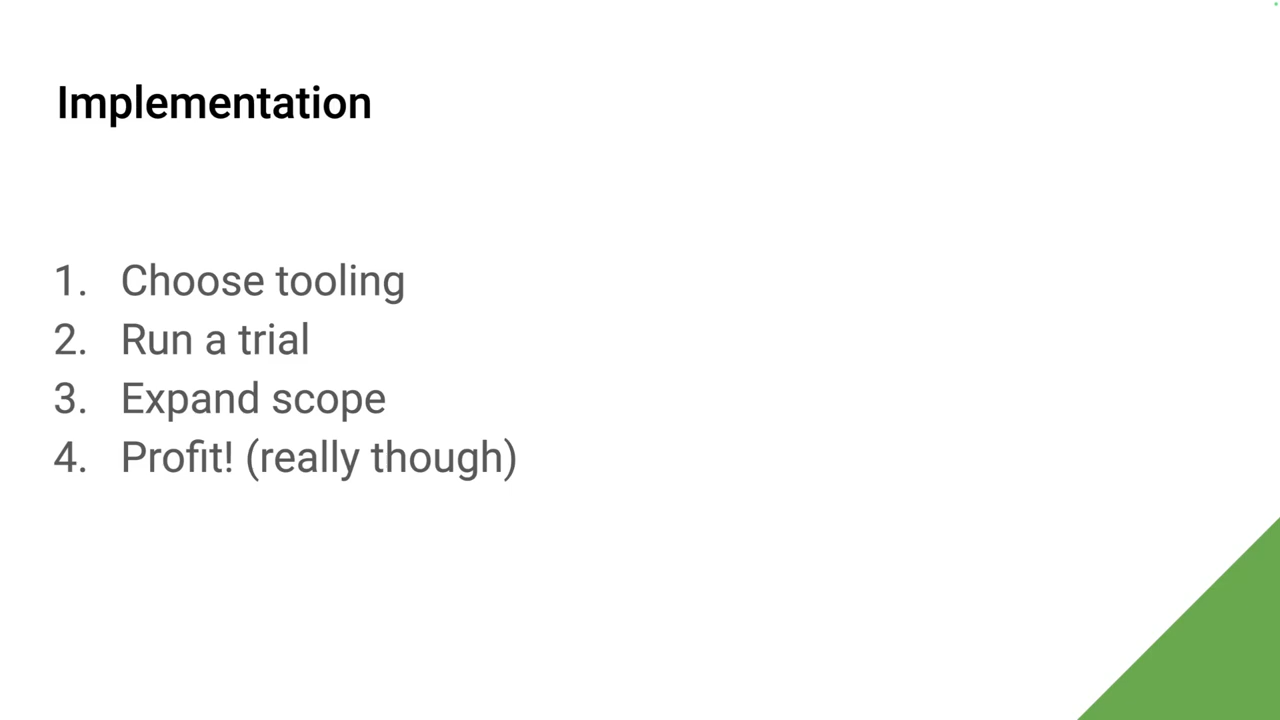 Implementation
1. Choose tooling
2. Run a trial
3. Expand scope
4. Profit! (really though)